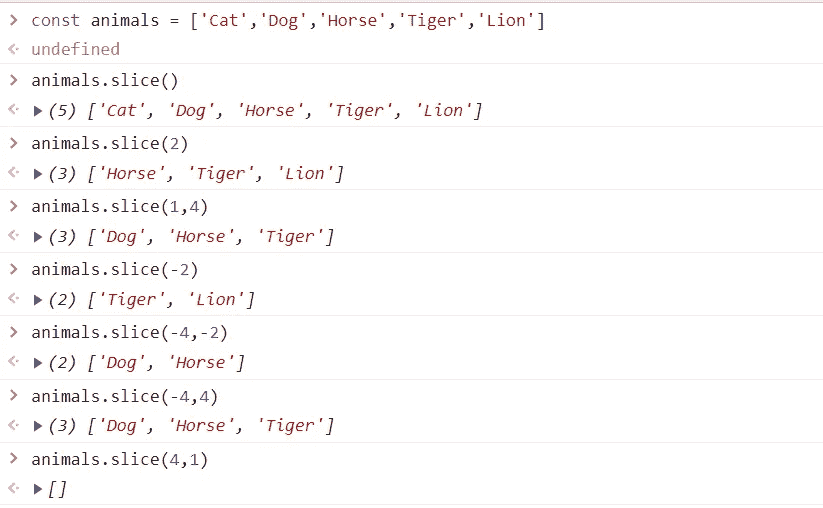 > const animals = ['Cat','Dog','Horse','Tiger','Lion']
undefined
> animals.slice()
(5) ['Cat', 'Dog', 'Horse', 'Tiger', 'Lion']
> animals.slice(2)
(3) ['Horse', 'Tiger', 'Lion']
> animals.slice(1,4)
(3) ['Dog', 'Horse', 'Tiger']
> animals.slice(-2)
(2) ['Tiger', 'Lion']
> animals.slice(-4,-2)
(2) ['Dog', 'Horse']
> animals.slice(-4,4)
(3) ['Dog', 'Horse', 'Tiger']
> animals.slice(4,1)
[]